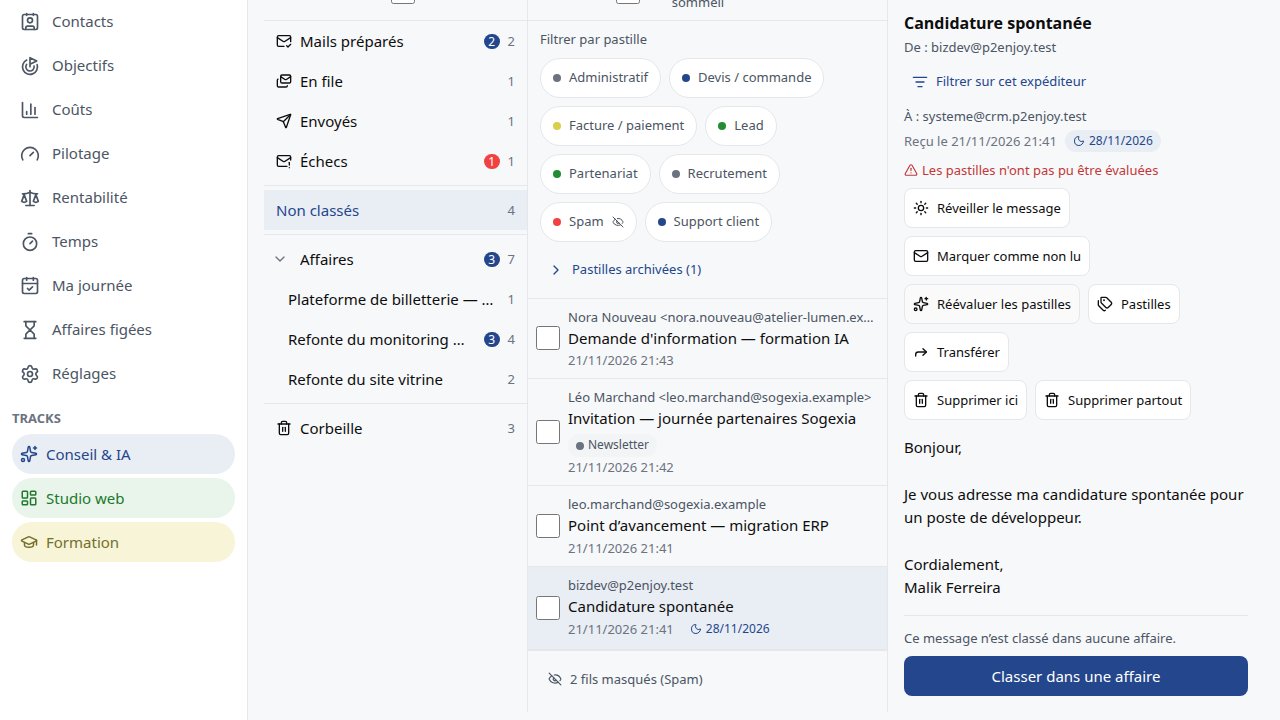 Contacts
Objectifs
Coûts
Pilotage
Rentabilité
Temps
Ma journée
Affaires figées
Réglages
TRACKS
Conseil & IA
Studio web
Formation
Mails préparés 2 2
En file 1
Envoyés 1
Échecs 1 1
Non classés 4
Affaires 3 7
Plateforme de billetterie — ... 1
Refonte du monitoring ... 3 4
Refonte du site vitrine 2
Corbeille 3
sommeil
Filtrer par pastille
Administratif Devis / commande
Facture / paiement Lead
Partenariat Recrutement
Spam Support client
Pastilles archivées (1)
Nora Nouveau <nora.nouveau@atelier-lumen.ex...
Demande d'information — formation IA
21/11/2026 21:43
Léo Marchand <leo.marchand@sogexia.example>
Invitation — journée partenaires Sogexia
Newsletter
21/11/2026 21:42
leo.marchand@sogexia.example
Point d’avancement — migration ERP
21/11/2026 21:41
bizdev@p2enjoy.test
Candidature spontanée
21/11/2026 21:41 28/11/2026
2 fils masqués (Spam)
Candidature spontanée
De : bizdev@p2enjoy.test
Filtrer sur cet expéditeur
À : systeme@crm.p2enjoy.test
Reçu le 21/11/2026 21:41 28/11/2026
Les pastilles n'ont pas pu être évaluées
Réveiller le message
Marquer comme non lu
Réévaluer les pastilles Pastilles
Transférer
Supprimer ici Supprimer partout
Bonjour,
Je vous adresse ma candidature spontanée pour
un poste de développeur.
Cordialement,
Malik Ferreira
Ce message n’est classé dans aucune affaire.
Classer dans une affaire